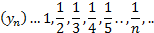 (yₙ) … 1, 1/2, 1/3, 1/4, 1/5 . . , 1/n, ..